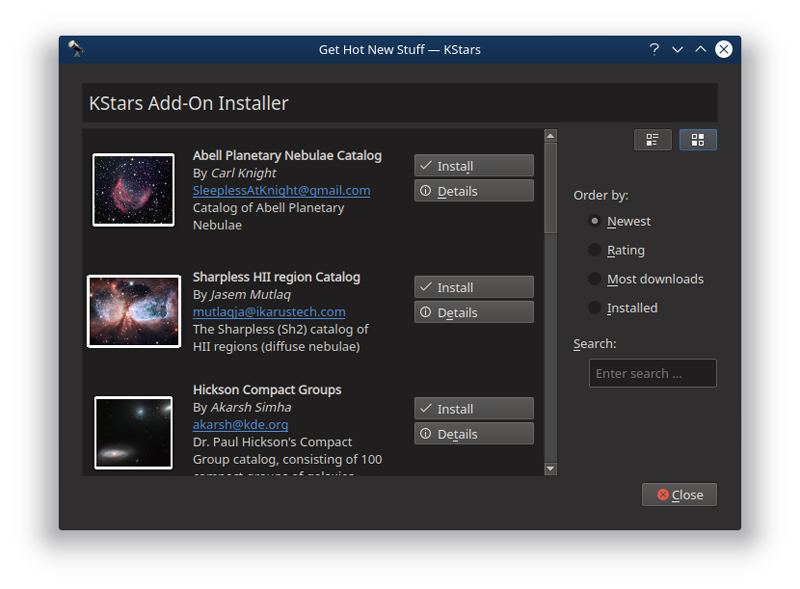 Get Hot New Stuff — KStars
KStars Add-On Installer
Abell Planetary Nebulae Catalog
By Carl Knight
SleeplessAtKnight@gmail.com
Catalog of Abell Planetary
Nebulae
Install
Details
Sharpless HII region Catalog
By Jasem Mutlaq
mutlaqja@ikarustech.com
The Sharpless (Sh2) catalog of
HII regions (diffuse nebulae)
Install
Details
Hickson Compact Groups
By Akarsh Simha
akarsh@kde.org
Dr. Paul Hickson's Compact
Group catalog, consisting of 100
compact groups of galaxies
Install
Details
Order by:
Newest
Rating
Most downloads
Installed
Search:
Enter search ...
Close